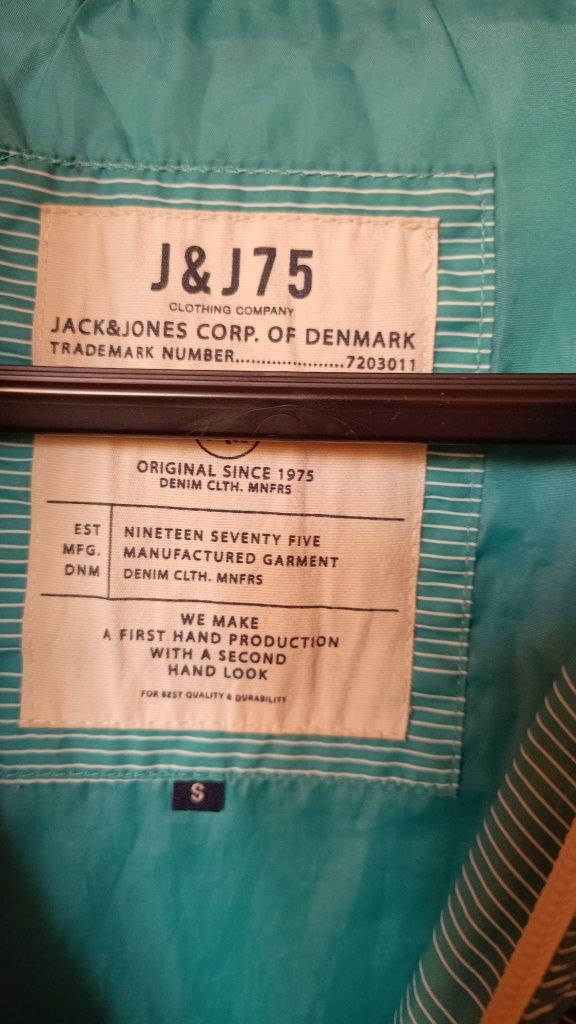 J&J75
CLOTHING COMPANY
JACK&JONES CORP. OF DENMARK
TRADEMARK NUMBER.....................7203011
ORIGINAL SINCE 1975
DENIM CLTH. MNFRS
EST
MFG.
DNM
NINETEEN SEVENTY FIVE
MANUFACTURED GARMENT
DENIM CLTH. MNFRS
WE MAKE
A FIRST HAND PRODUCTION
WITH A SECOND
HAND LOOK
FOR BEST QUALITY & DURABILITY
S